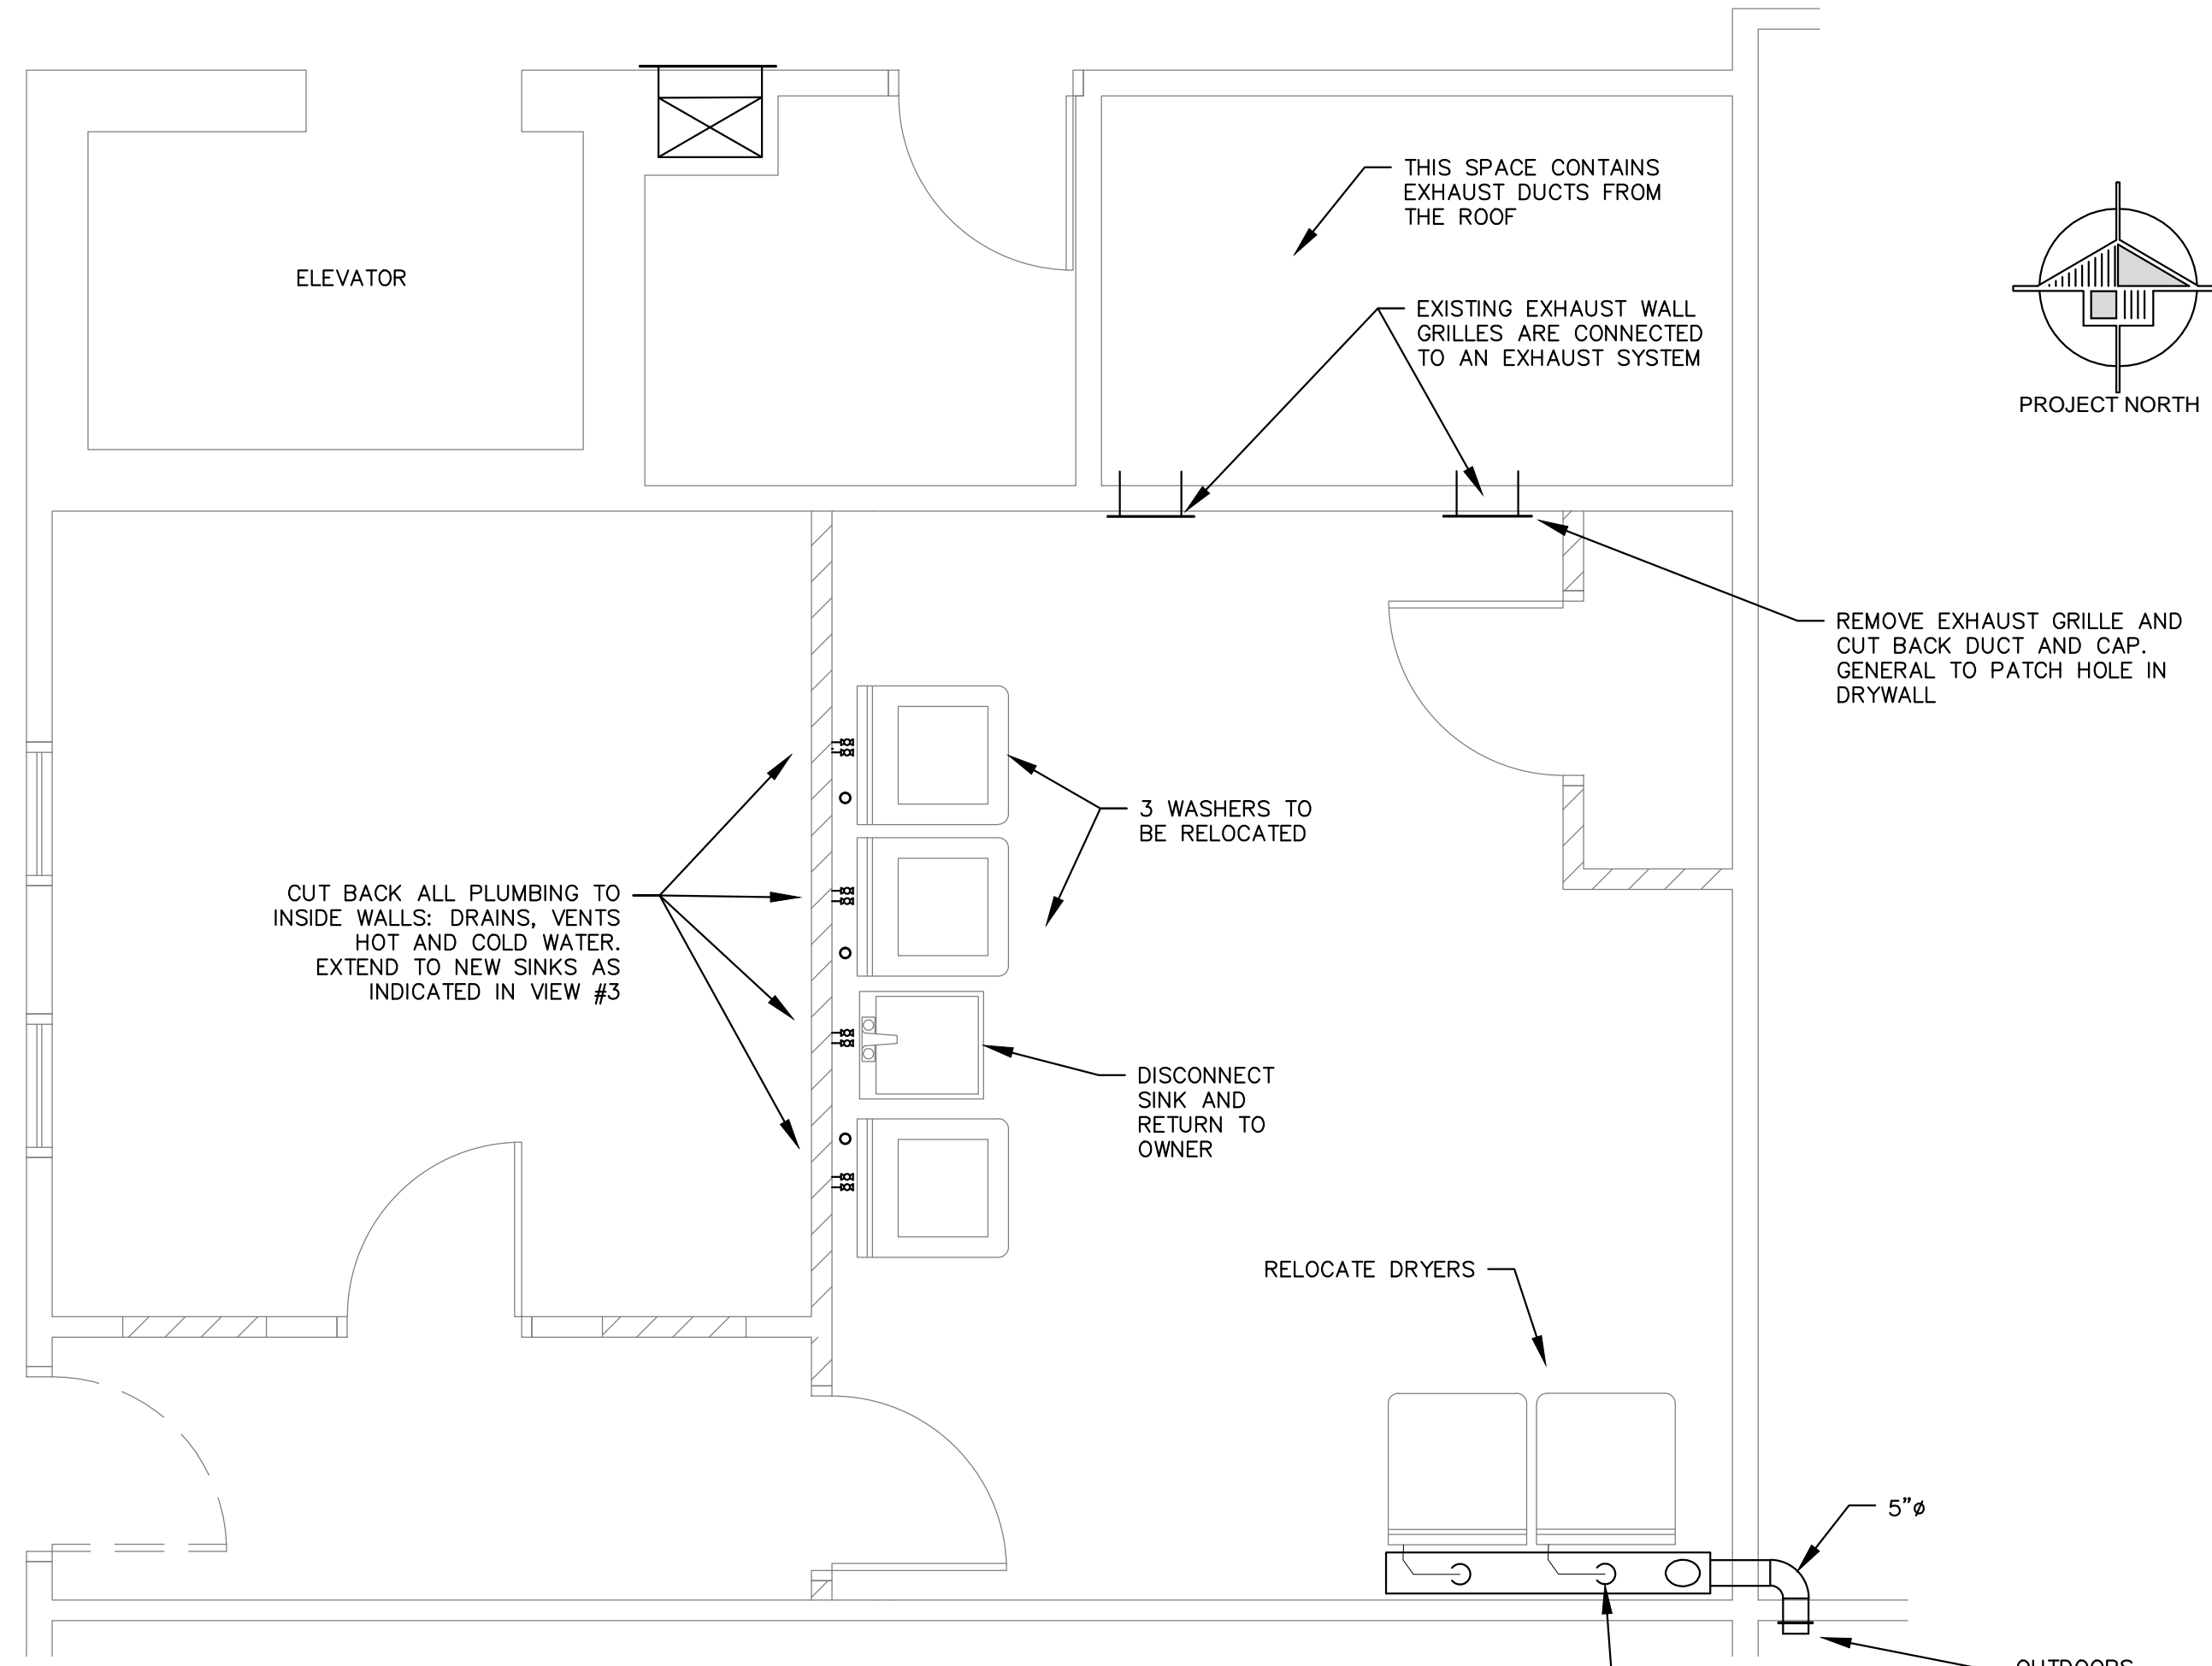 THIS SPACE CONTAINS
EXHAUST DUCTS FROM
THE ROOF
ELEVATOR
EXISTING EXHAUST WALL
GRILLES ARE CONNECTED
TO AN EXHAUST SYSTEM
PROJECT NORTH
REMOVE EXHAUST GRILLE AND
CUT BACK DUCT AND CAP.
GENERAL TO PATCH HOLE IN
DRYWALL
3 WASHERS TO
BE RELOCATED
CUT BACK ALL PLUMBING TO
INSIDE WALLS: DRAINS, VENTS
HOT AND COLD WATER.
EXTEND TO NEW SINKS AS
INDICATED IN VIEW #3
DISCONNECT
SINK AND
RETURN TO
OWNER
RELOCATE DRYERS
5"ø
OUTDOORS